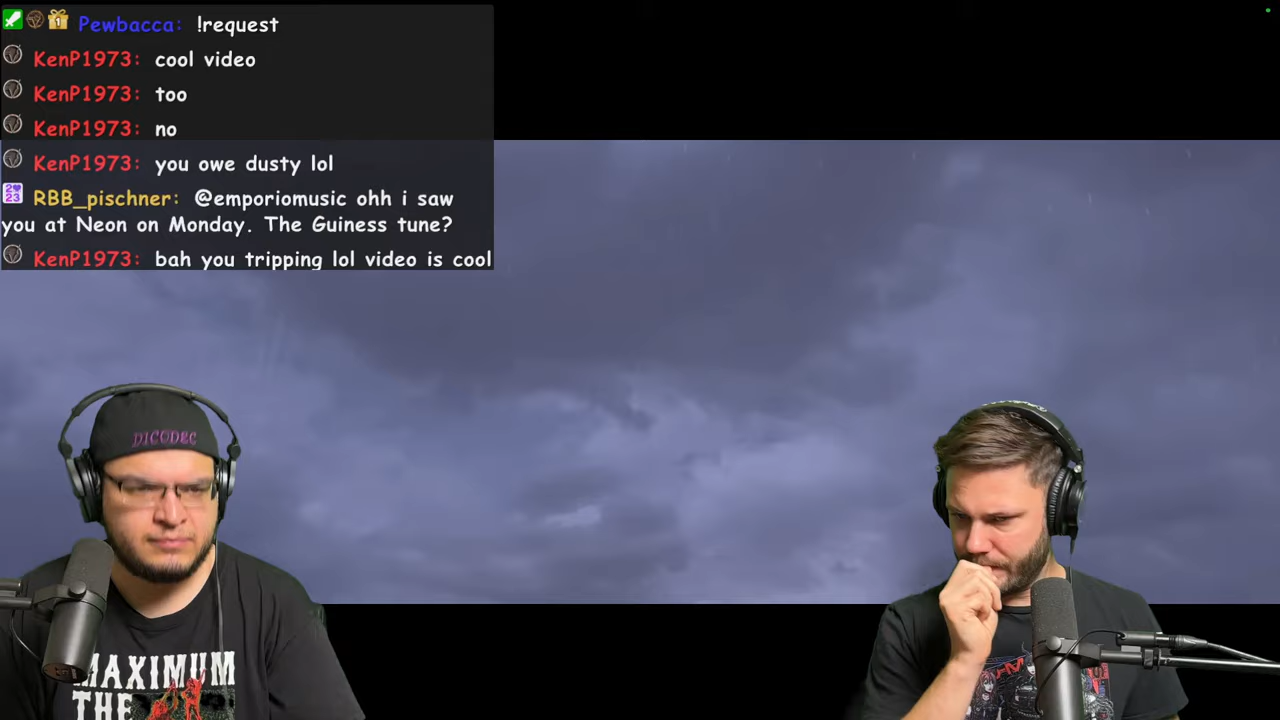 Pewbacca: !request
KenP1973: cool video
KenP1973: too
KenP1973: no
KenP1973: you owe dusty lol
RBB_pischner: @emporiomusic ohh i saw
you at Neon on Monday. The Guiness tune?
KenP1973: bah you tripping lol video is cool
DICODEC
MAXIMUM
THE